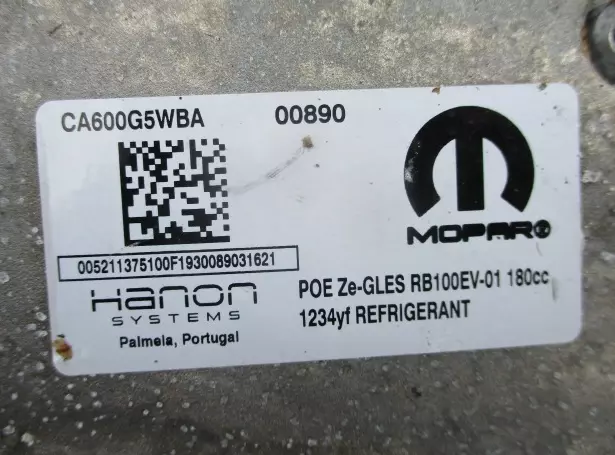 CA600G5WBA 00890
005211375100F1930089031621
MOPAR
Hanon
SYSTEMS
Palmela, Portugal
POE Ze-GLES RB100EV-01 180cc
1234yf REFRIGERANT